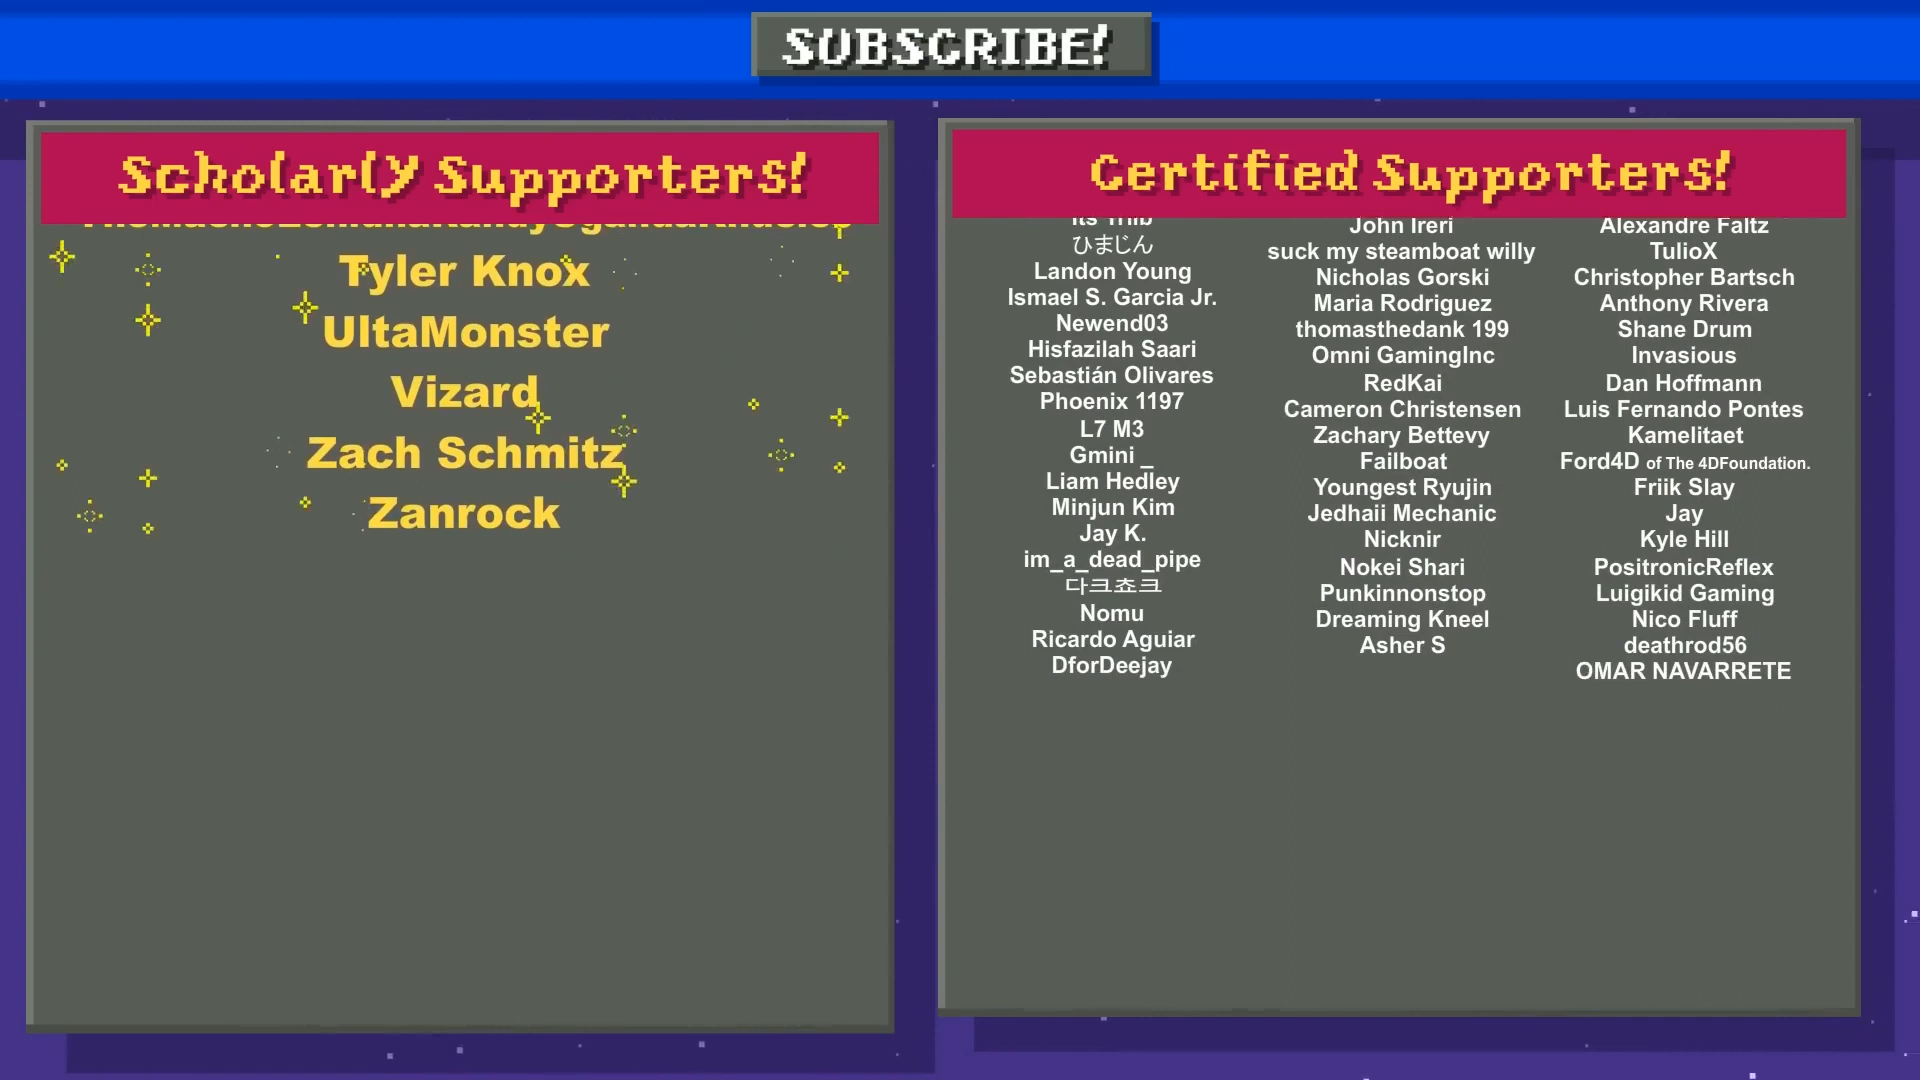 SUBSCRIBE!
Scholarly Supporters!
Tyler Knox
UltaMonster
Vizard
Zach Schmitz
Zanrock
Certified Supporters!
ひまじん
Landon Young
Ismael S. Garcia Jr.
Newend03
Hisfazilah Saari
Sebastián Olivares
Phoenix 1197
L7 M3
Gmini _
Liam Hedley
Minjun Kim
Jay K.
im_a_dead_pipe
다크쵸크
Nomu
Ricardo Aguiar
DforDeejay
John Ireri
suck my steamboat willy
Nicholas Gorski
Maria Rodriguez
thomasthedank 199
Omni GamingInc
RedKai
Cameron Christensen
Zachary Bettevy
Failboat
Youngest Ryujin
Jedhaii Mechanic
Nicknir
Nokei Shari
Punkinnonstop
Dreaming Kneel
Asher S
Alexandre Faltz
TulioX
Christopher Bartsch
Anthony Rivera
Shane Drum
Invasious
Dan Hoffmann
Luis Fernando Pontes
Kamelitaet
Ford4D of The 4DFoundation.
Friik Slay
Jay
Kyle Hill
PositronicReflex
Luigikid Gaming
Nico Fluff
deathrod56
OMAR NAVARRETE